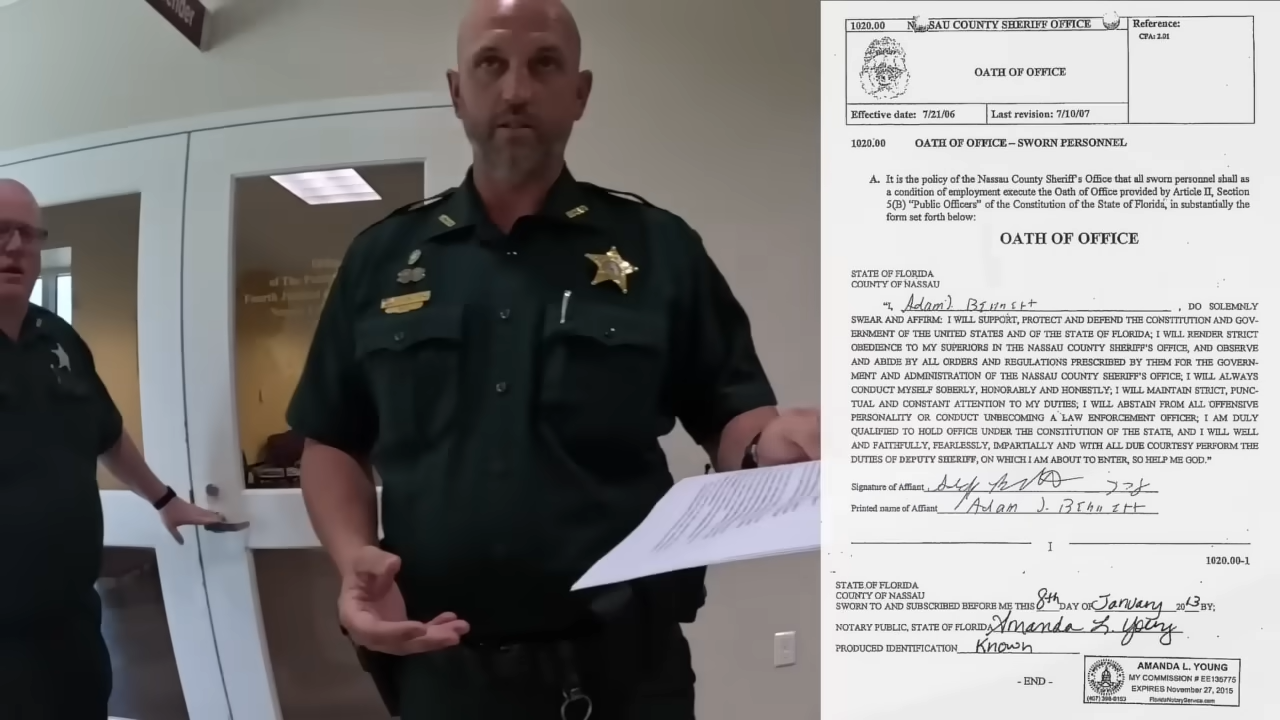 ender
Office
of The Public
Fourth Judicial
1020.00 NASSAU COUNTY SHERIFF OFFICE
Reference:
CFA: 2.01
OATH OF OFFICE
Effective date: 7/21/06 Last revision: 7/10/07
1020.00 OATH OF OFFICE – SWORN PERSONNEL
A. It is the policy of the Nassau County Sheriff's Office that all sworn personnel shall as
a condition of employment execute the Oath of Office provided by Article II, Section
5(B) "Public Officers" of the Constitution of the State of Florida, in substantially the
form set forth below:
OATH OF OFFICE
STATE OF FLORIDA
COUNTY OF NASSAU
"I, Adam J. Bennett, DO SOLEMNLY
SWEAR AND AFFIRM: I WILL SUPPORT, PROTECT AND DEFEND THE CONSTITUTION AND GOV-
ERNMENT OF THE UNITED STATES AND OF THE STATE OF FLORIDA; I WILL RENDER STRICT
OBEDIENCE TO MY SUPERIORS IN THE NASSAU COUNTY SHERIFF'S OFFICE, AND OBSERVE
AND ABIDE BY ALL ORDERS AND REGULATIONS PRESCRIBED BY THEM FOR THE GOVERN-
MENT AND ADMINISTRATION OF THE NASSAU COUNTY SHERIFF'S OFFICE; I WILL ALWAYS
CONDUCT MYSELF SOBERLY, HONORABLY AND HONESTLY; I WILL MAINTAIN STRICT, PUNC-
TUAL AND CONSTANT ATTENTION TO MY DUTIES; I WILL ABSTAIN FROM ALL OFFENSIVE
PERSONALITY OR CONDUCT UNBECOMING A LAW ENFORCEMENT OFFICER; I AM DULY
QUALIFIED TO HOLD OFFICE UNDER THE CONSTITUTION OF THE STATE, AND I WILL WELL
AND FAITHFULLY, FEARLESSLY, IMPARTIALLY AND WITH ALL DUE COURTESY PERFORM THE
DUTIES OF DEPUTY SHERIFF, ON WHICH I AM ABOUT TO ENTER, SO HELP ME GOD."
Signature of Affiant
Printed name of Affiant Adam J. Bennett
I
1020.00-1
STATE OF FLORIDA
COUNTY OF NASSAU
SWORN TO AND SUBSCRIBED BEFORE ME THIS 8th DAY OF January 2013 BY;
NOTARY PUBLIC, STATE OF FLORIDA Amanda L. Young
PRODUCED IDENTIFICATION Known
- END -
AMANDA L. YOUNG
MY COMMISSION # EE135775
EXPIRES November 27, 2015
(407) 398-0153 FloridaNotaryService.com